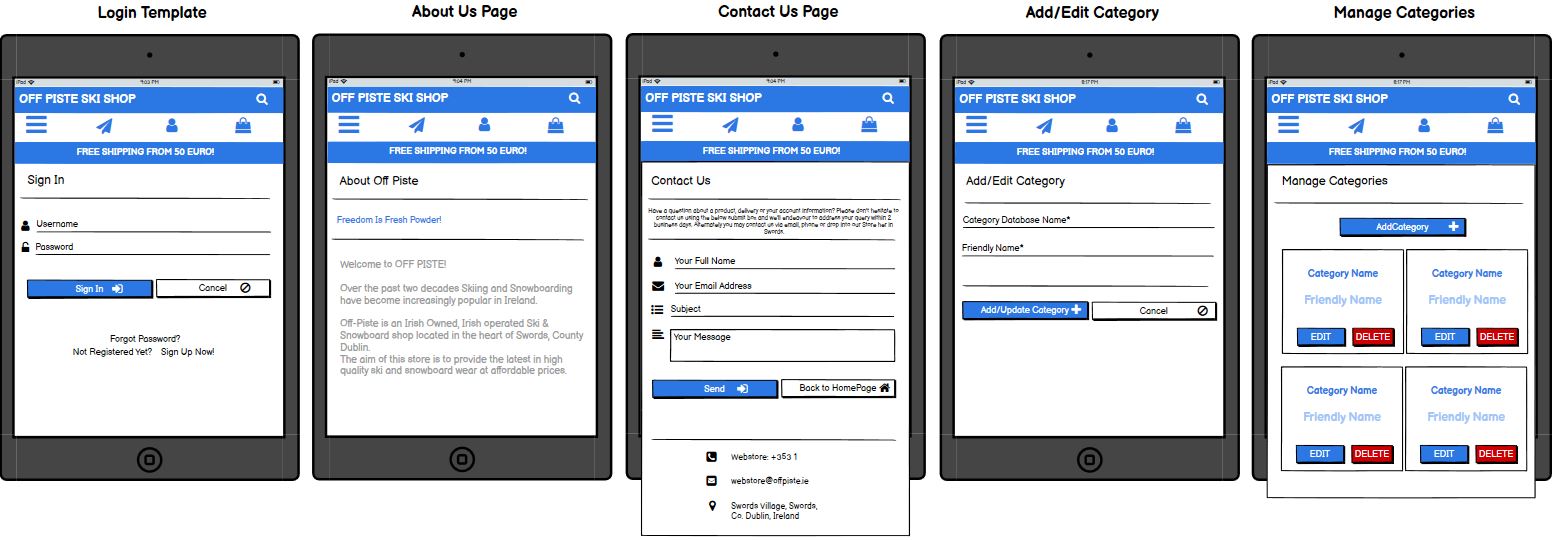 Login Template
iPad
9:03 PM
OFF PISTE SKI SHOP
FREE SHIPPING FROM 50 EURO!
Sign In
Username
Password
Sign In
Cancel
Forgot Password?
Not Registered Yet? Sign Up Now!
About Us Page
iPad
9:04 PM
OFF PISTE SKI SHOP
FREE SHIPPING FROM 50 EURO!
About Off Piste
Freedom Is Fresh Powder!
Welcome to OFF PISTE!
Over the past two decades Skiing and Snowboarding
have become increasingly popular in Ireland.
Off-Piste is an Irish Owned, Irish operated Ski &
Snowboard shop located in the heart of Swords, County
Dublin.
The aim of this store is to provide the latest in high
quality ski and snowboard wear at affordable prices.
Contact Us Page
iPad
9:04 PM
OFF PISTE SKI SHOP
FREE SHIPPING FROM 50 EURO!
Contact Us
Have a question about a product, delivery or your account information? Please don't hesitate to
contact us using the below submit box and we'll endeavour to address your query within 2
business days. Alternately you may contact us via email, phone or drop into our Store her in
Swords.
Your Full Name
Your Email Address
Subject
Your Message
Send
Back to HomePage
Webstore: +353 1
webstore@offpiste.ie
Swords Village, Swords,
Co. Dublin, Ireland
Add/Edit Category
iPad
8:17 PM
OFF PISTE SKI SHOP
FREE SHIPPING FROM 50 EURO!
Add/Edit Category
Category Database Name*
Friendly Name*
Add/Update Category
Cancel
Manage Categories
iPad
8:17 PM
OFF PISTE SKI SHOP
FREE SHIPPING FROM 50 EURO!
Manage Categories
AddCategory
Category Name
Friendly Name
EDIT
DELETE
Category Name
Friendly Name
EDIT
DELETE
Category Name
Friendly Name
EDIT
DELETE
Category Name
Friendly Name
EDIT
DELETE